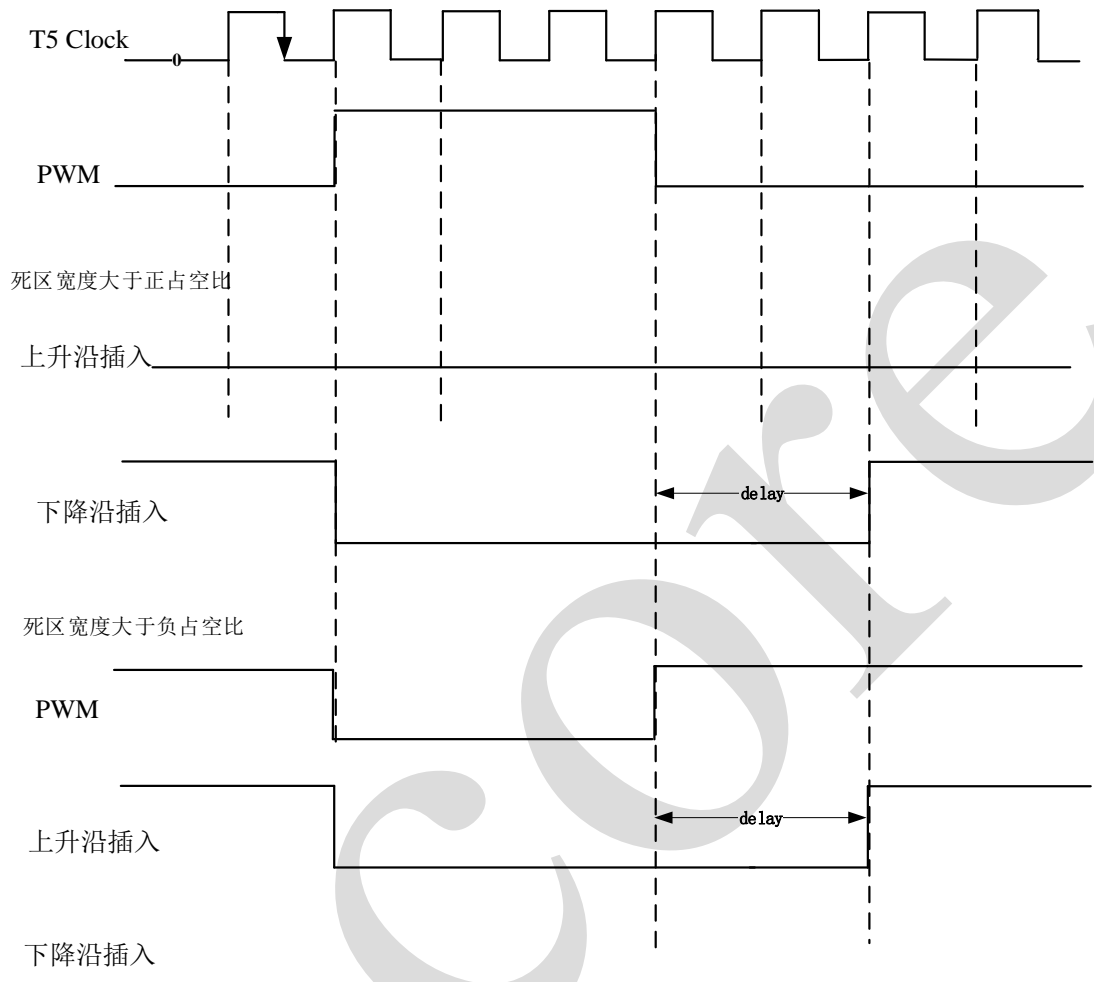 T5 Clock
0
PWM
死区宽度大于正占空比
上升沿插入
下降沿插入
delay
死区宽度大于负占空比
PWM
上升沿插入
delay
下降沿插入
core